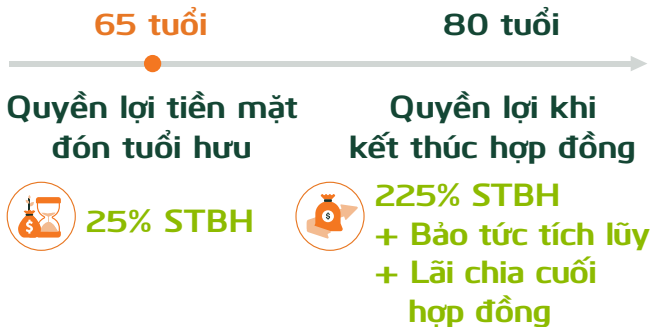 65 tuổi
80 tuổi
Quyền lợi tiền mặt
đón tuổi hưu
$ 25% STBH
Quyền lợi khi
kết thúc hợp đồng
$ 225% STBH
+ Bảo tức tích lũy
+ Lãi chia cuối
hợp đồng